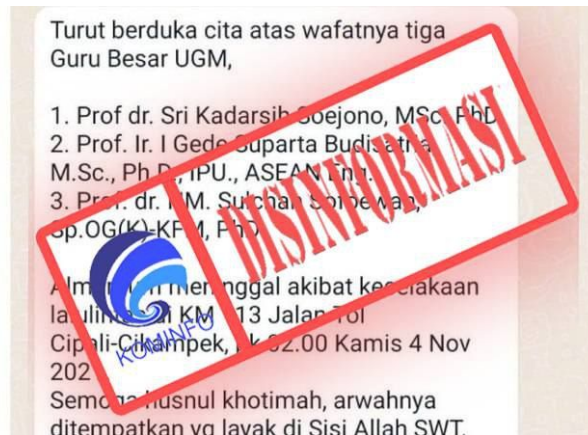 Turut berduka cita atas wafatnya tiga
Guru Besar UGM,
1. Prof dr. Sri Kadarsih Soejono, MSc, PhD
2. Prof. Ir. I Gede Suparta Budisatria,
M.Sc., Ph.D., IPU., ASEAN Eng.
3. Prof. dr. H.M. Sulchan Sofoewan,
Sp.OG(K)-KFM, PhD
meninggal akibat kecelakaan
di KM 13 Jalan Tol
Cipali-Cikampek, 02.00 Kamis 4 Nov
202
Semoga husnul khotimah, arwahnya
ditempatkan yg layak di Sisi Allah SWT.
DISINFORMASI
KOMINFO